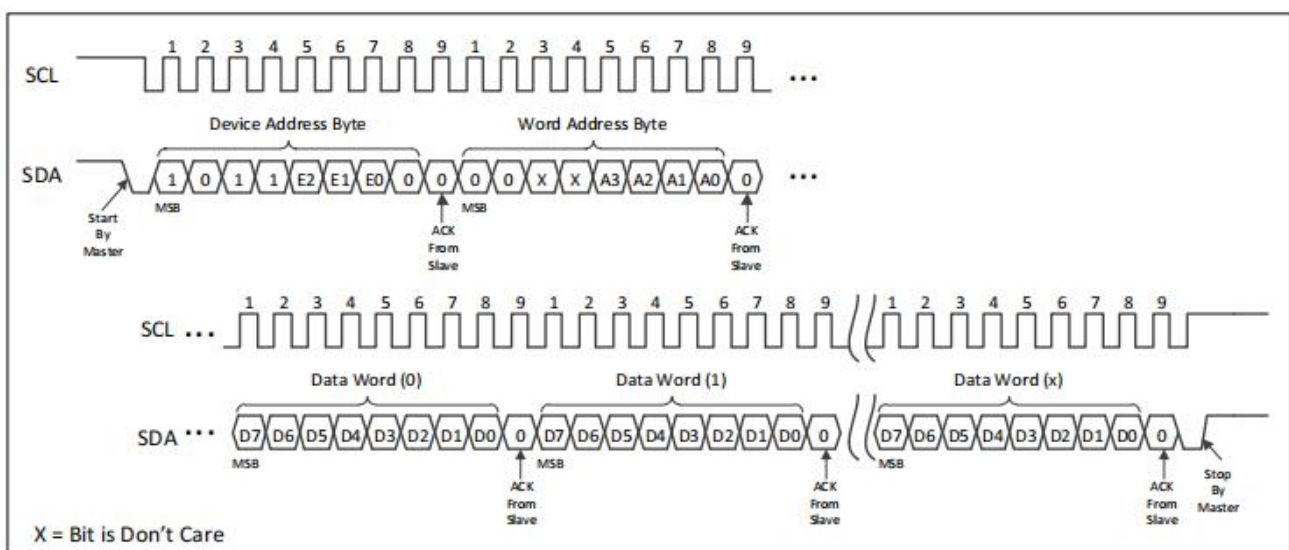 1 2 3 4 5 6 7 8 9 1 2 3 4 5 6 7 8 9
SCL ...
Device Address Byte Word Address Byte
SDA 1 0 1 1 E2 E1 E0 0 0 0 0 X X A3 A2 A1 A0 0 ...
MSB MSB
Start
By
Master
ACK
From
Slave
ACK
From
Slave
1 2 3 4 5 6 7 8 9 1 2 3 4 5 6 7 8 9 1 2 3 4 5 6 7 8 9
SCL ...
Data Word (0) Data Word (1) Data Word (x)
SDA ... D7 D6 D5 D4 D3 D2 D1 D0 0 D7 D6 D5 D4 D3 D2 D1 D0 0 D7 D6 D5 D4 D3 D2 D1 D0 0
MSB MSB MSB
ACK
From
Slave
ACK
From
Slave
ACK
From
Slave
Stop
By
Master
X = Bit is Don't Care